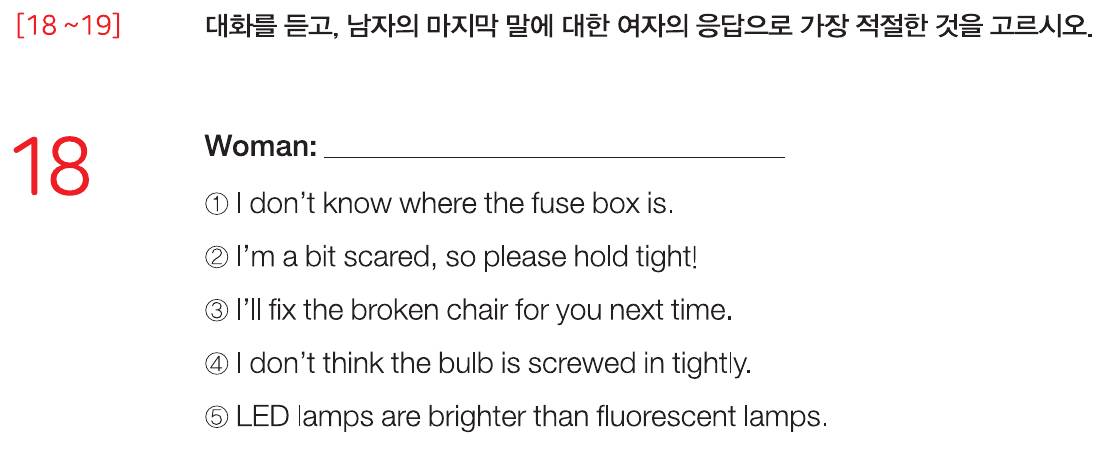 [18 ~19] 대화를 듣고, 남자의 마지막 말에 대한 여자의 응답으로 가장 적절한 것을 고르시오.
18
Woman: ____________________
① I don't know where the fuse box is.
② I'm a bit scared, so please hold tight!
③ I'll fix the broken chair for you next time.
④ I don't think the bulb is screwed in tightly.
⑤ LED lamps are brighter than fluorescent lamps.